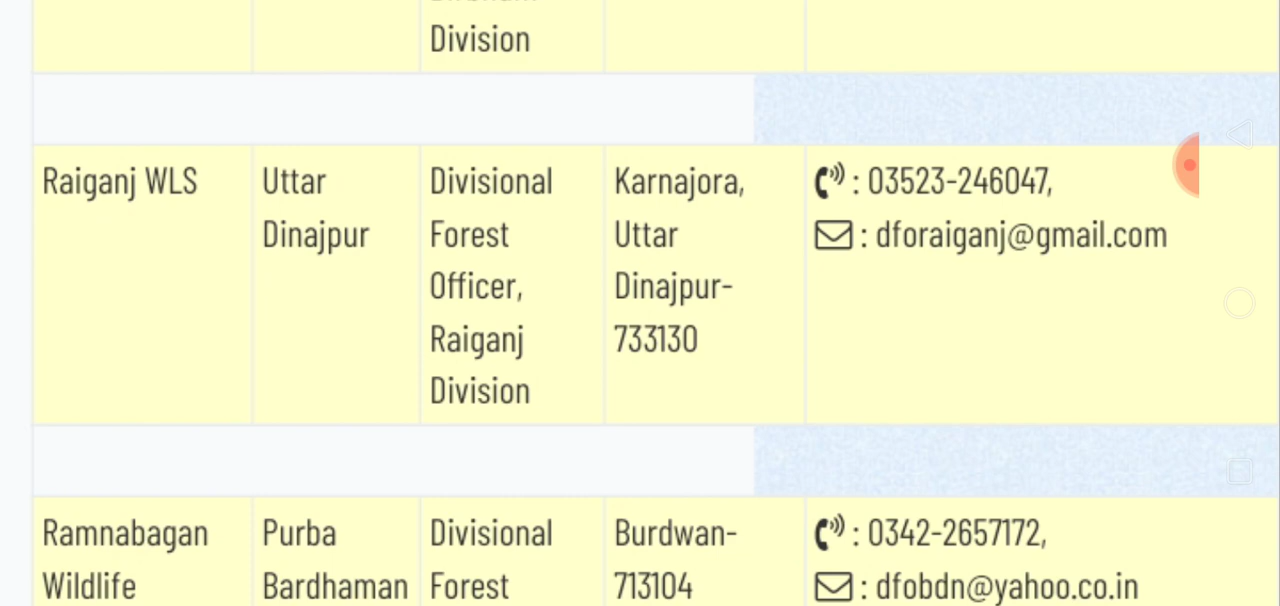 Division
Raiganj WLS
Uttar
Dinajpur
Divisional
Forest
Officer,
Raiganj
Division
Karnajora,
Uttar
Dinajpur-
733130
: 03523-246047,
: dforaiganj@gmail.com
Ramnabagan
Wildlife
Purba
Bardhaman
Divisional
Forest
Burdwan-
713104
: 0342-2657172,
: dfobdn@yahoo.co.in